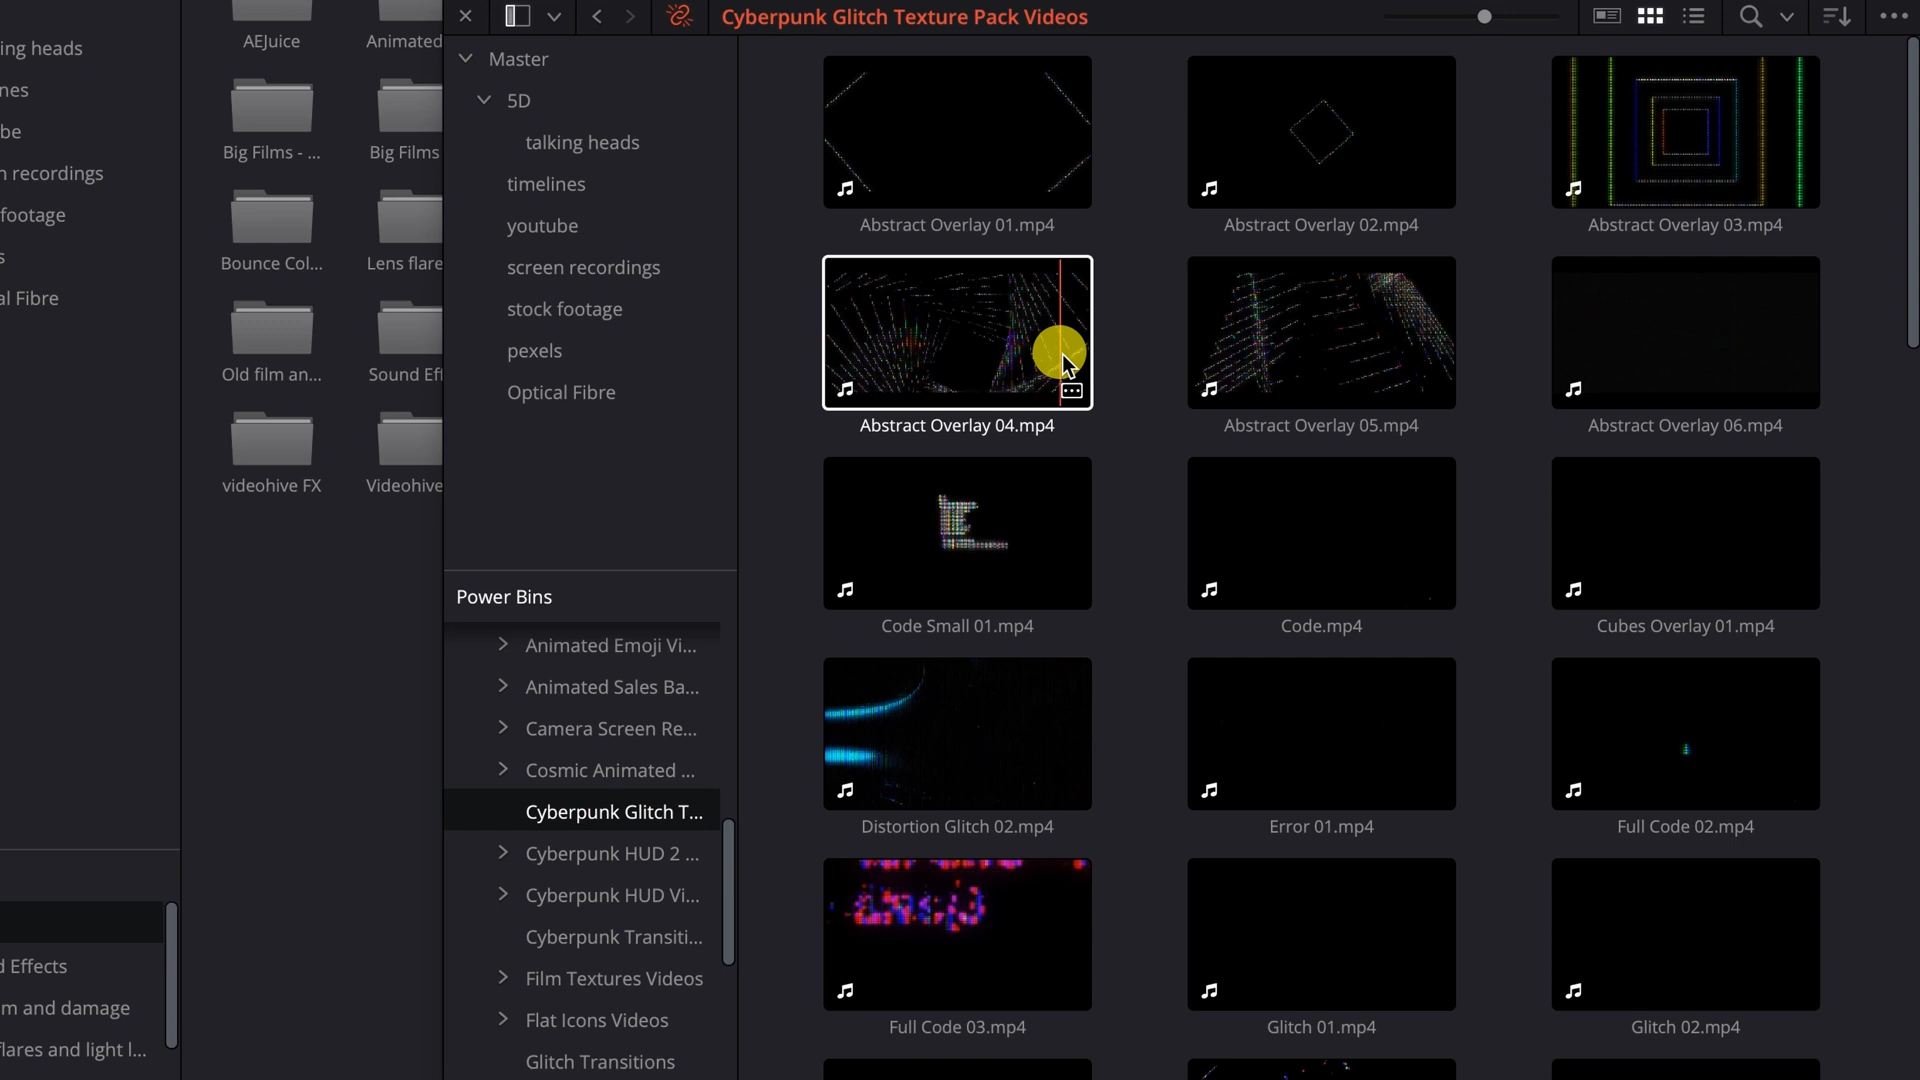 ing heads
nes
be
n recordings
footage
s
al Fibre
d Effects
m and damage
flares and light l...
AEJuice
Animated
Big Films - ...
Big Films
Bounce Col...
Lens flare
Old film an...
Sound Eff
videohive FX
Videohive
Cyberpunk Glitch Texture Pack Videos
Master
5D
talking heads
timelines
youtube
screen recordings
stock footage
pexels
Optical Fibre
Power Bins
Animated Emoji Vi...
Animated Sales Ba...
Camera Screen Re...
Cosmic Animated ...
Cyberpunk Glitch T...
Cyberpunk HUD 2 ...
Cyberpunk HUD Vi...
Cyberpunk Transiti...
Film Textures Videos
Flat Icons Videos
Glitch Transitions
Abstract Overlay 01.mp4
Abstract Overlay 02.mp4
Abstract Overlay 03.mp4
Abstract Overlay 04.mp4
Abstract Overlay 05.mp4
Abstract Overlay 06.mp4
Code Small 01.mp4
Code.mp4
Cubes Overlay 01.mp4
Distortion Glitch 02.mp4
Error 01.mp4
Full Code 02.mp4
Full Code 03.mp4
Glitch 01.mp4
Glitch 02.mp4